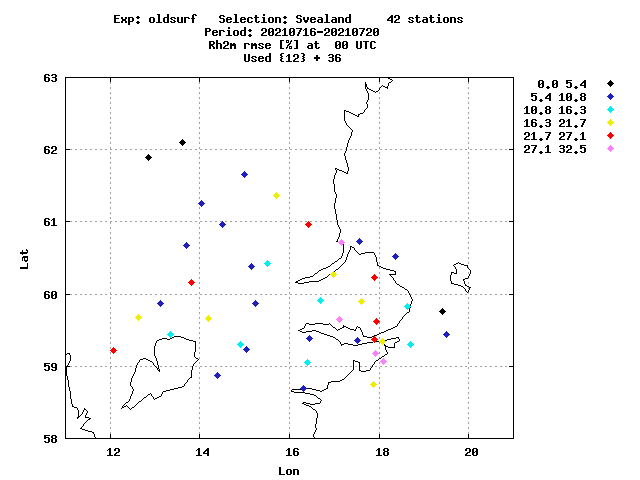 Exp: oldsurf   Selection: Svealand     42 stations
Period: 20210716-20210720
Rh2m rmse [%] at  00 UTC
Used {12} + 36
63
62
61
60
59
58
Lat
12
14
16
18
20
Lon
0.0 5.4
5.4 10.8
10.8 16.3
16.3 21.7
21.7 27.1
27.1 32.5